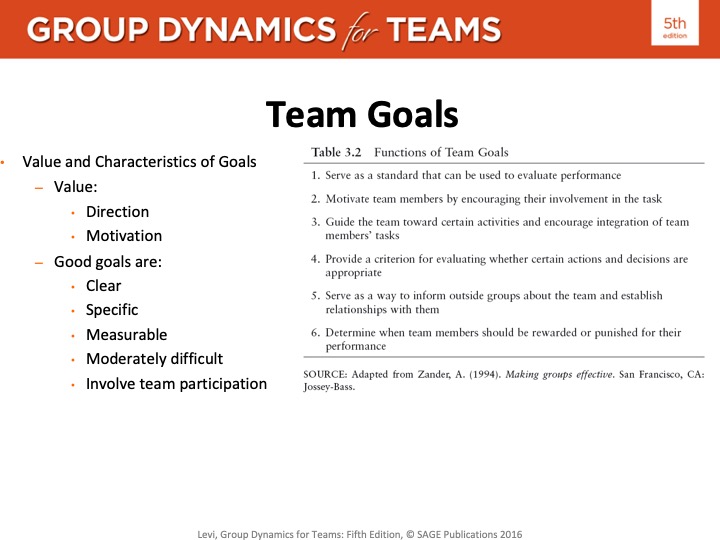 GROUP DYNAMICS for TEAMS
5th
edition
Team Goals
• Value and Characteristics of Goals
– Value:
• Direction
• Motivation
– Good goals are:
• Clear
• Specific
• Measurable
• Moderately difficult
• Involve team participation
Table 3.2 Functions of Team Goals
1. Serve as a standard that can be used to evaluate performance
2. Motivate team members by encouraging their involvement in the task
3. Guide the team toward certain activities and encourage integration of team
members' tasks
4. Provide a criterion for evaluating whether certain actions and decisions are
appropriate
5. Serve as a way to inform outside groups about the team and establish
relationships with them
6. Determine when team members should be rewarded or punished for their
performance
SOURCE: Adapted from Zander, A. (1994). Making groups effective. San Francisco, CA:
Jossey-Bass.
Levi, Group Dynamics for Teams: Fifth Edition, © SAGE Publications 2016